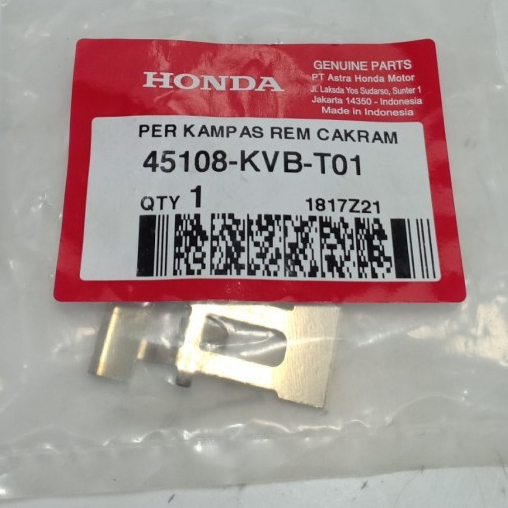 HONDA
GENUINE PARTS
PT Astra Honda Motor
Jl. Laksda Yos Sudarso, Sunter 1
Jakarta 14350 - Indonesia
Made in Indonesia
PER KAMPAS REM CAKRAM
45108-KVB-T01
QTY 1
1817Z21